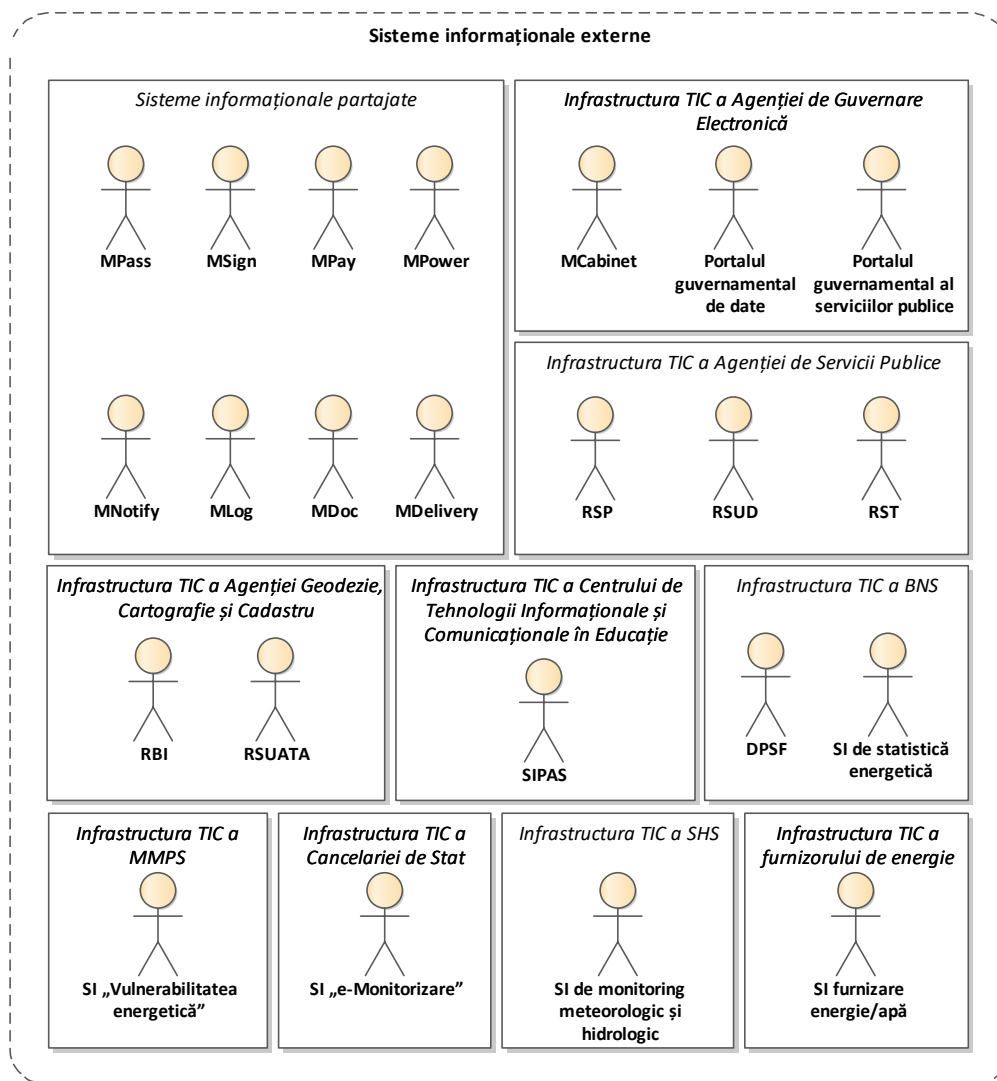 Sisteme informaționale externe
Sisteme informaționale partajate
MPass
MSign
MPay
MPower
MNotify
MLog
MDoc
MDelivery
Infrastructura TIC a Agenției de Guvernare
Electronică
MCabinet
Portalul
guvernamental
de date
Portalul
guvernamental al
serviciilor publice
Infrastructura TIC a Agenției de Servicii Publice
RSP
RSUD
RST
Infrastructura TIC a Agenției Geodezie,
Cartografie și Cadastru
RBI
RSUATA
Infrastructura TIC a Centrului de
Tehnologii Informaționale și
Comunicaționale în Educație
SIPAS
Infrastructura TIC a BNS
DPSF
SI de statistică
energetică
Infrastructura TIC a
MMPS
SI „Vulnerabilitatea
energetică”
Infrastructura TIC a
Cancelariei de Stat
SI „e-Monitorizare”
Infrastructura TIC a SHS
SI de monitoring
meteorologic și
hidrologic
Infrastructura TIC a
furnizorului de energie
SI furnizare
energie/apă